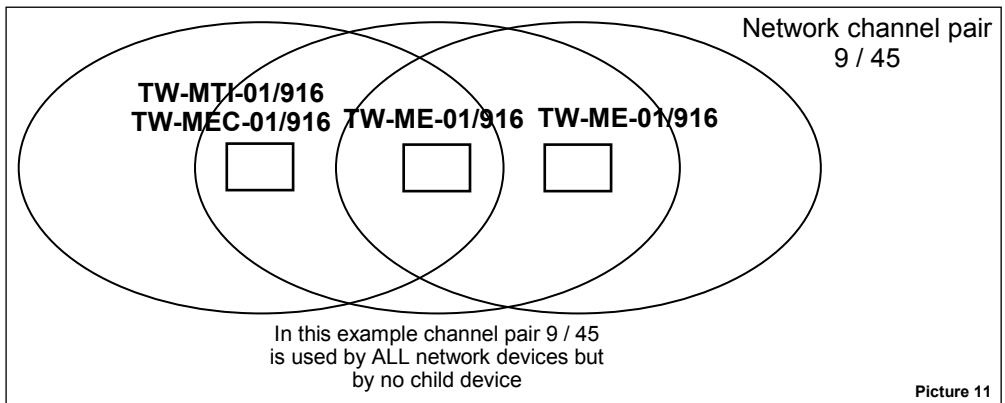 Network channel pair
9 / 45
TW-MTI-01/916
TW-MEC-01/916
TW-ME-01/916
TW-ME-01/916
In this example channel pair 9 / 45
is used by ALL network devices but
by no child device
Picture 11